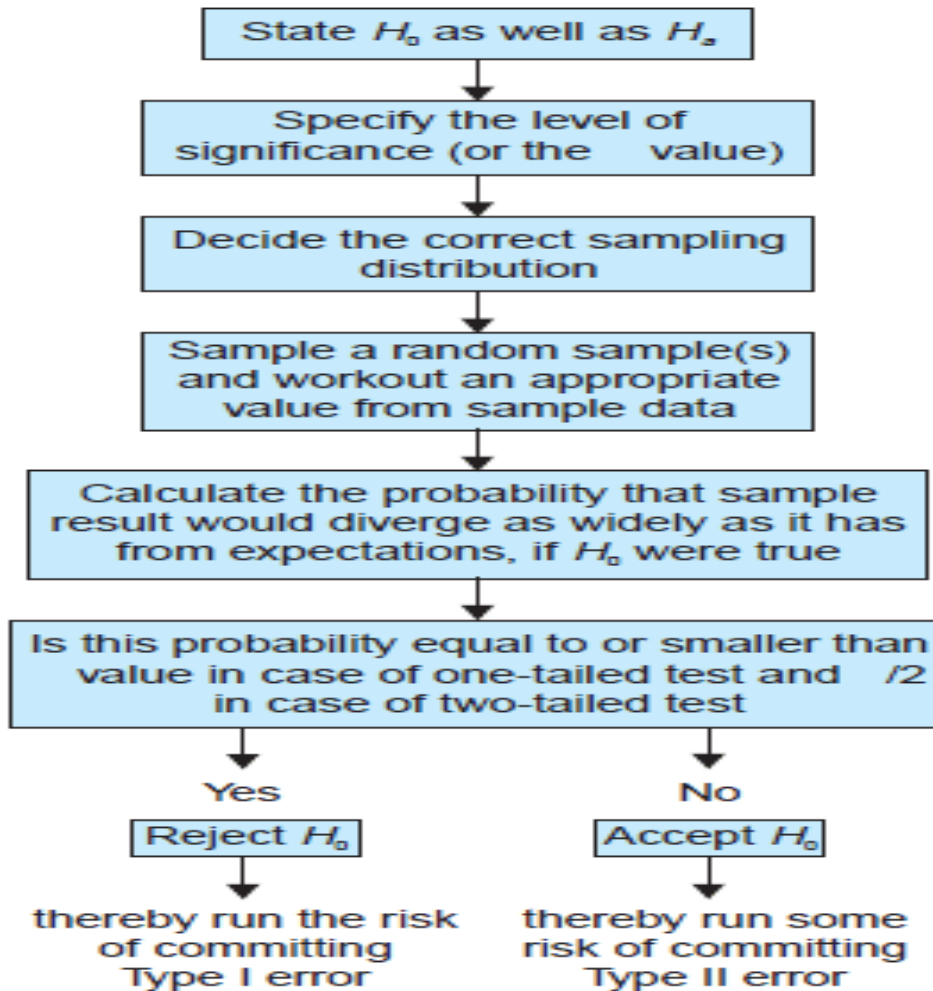 State H₀ as well as Hₐ
Specify the level of
significance (or the value)
Decide the correct sampling
distribution
Sample a random sample(s)
and workout an appropriate
value from sample data
Calculate the probability that sample
result would diverge as widely as it has
from expectations, if H₀ were true
Is this probability equal to or smaller than
value in case of one-tailed test and /2
in case of two-tailed test
Yes
No
Reject H₀
Accept H₀
thereby run the risk
of committing
Type I error
thereby run some
risk of committing
Type II error